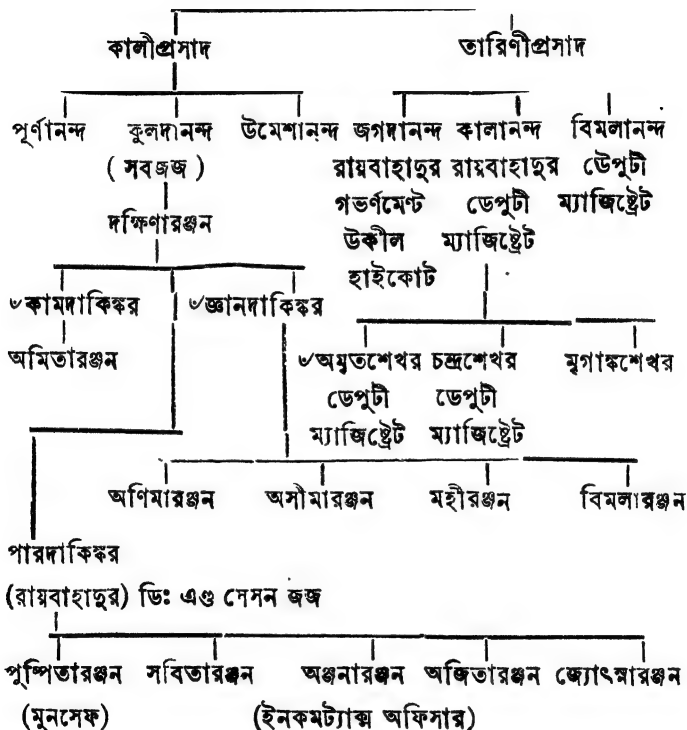 কালীপ্রসাদ তারিণীপ্রসাদ
পূর্ণানন্দ কুলদানন্দ উমেশানন্দ জগদানন্দ কালানন্দ বিমলানন্দ
( সবজজ ) রায়বাহাদুর রায়বাহাদুর ডেপুটী
গভর্ণমেণ্ট ডেপুটী ম্যাজিষ্ট্রেট
দক্ষিণারঞ্জন উকীল ম্যাজিষ্ট্রেট
হাইকোর্ট
৺কামদাকিঙ্কর ৺জ্ঞানদাকিঙ্কর
অমিতারঞ্জন ৺অমৃতশেখর চন্দ্রশেখর মৃগাঙ্কশেখর
ডেপুটী ডেপুটী
ম্যাজিষ্ট্রেট ম্যাজিষ্ট্রেট
অণিমারঞ্জন অসীমারঞ্জন মহীরঞ্জন বিমলারঞ্জন
পারদাকিঙ্কর
(রায়বাহাদুর) ডিঃ এণ্ড সেসন জজ
পুষ্পিতারঞ্জন সবিতারঞ্জন অঞ্জনারঞ্জন অজিতারঞ্জন জ্যোৎস্নারঞ্জন
(মুনসেফ) (ইনকমট্যাক্স অফিসার)